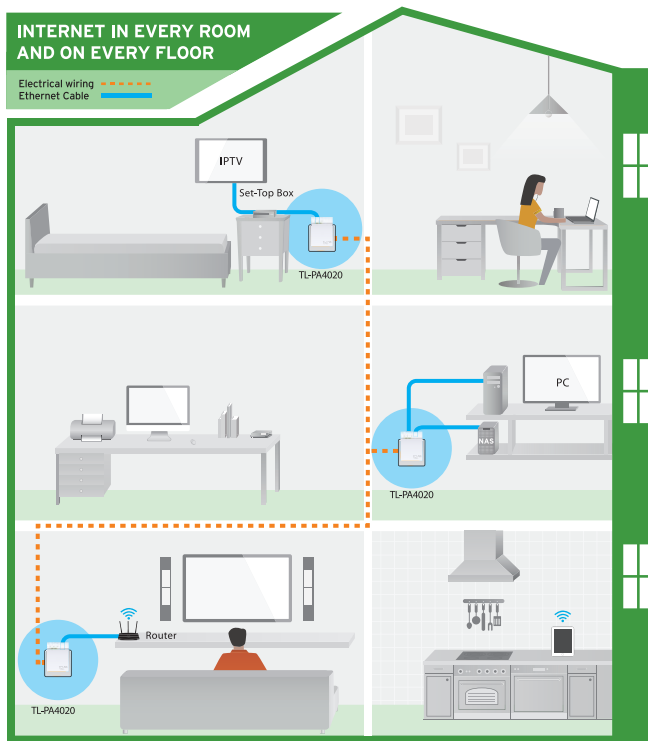 INTERNET IN EVERY ROOM
AND ON EVERY FLOOR
Electrical wiring
Ethernet Cable
IPTV
Set-Top Box
TL-PA4020
PC
NAS
TL-PA4020
Router
TL-PA4020